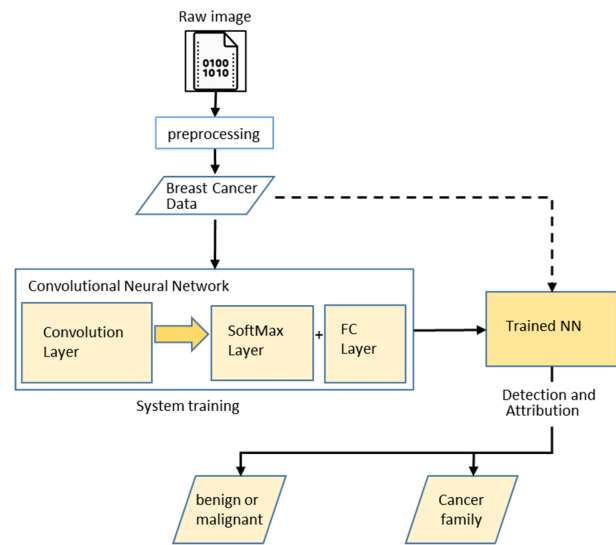 Raw image
0100
1010
preprocessing
Breast Cancer
Data
Convolutional Neural Network
Convolution
Layer
SoftMax
Layer
+
FC
Layer
Trained NN
System training
Detection and
Attribution
benign or
malignant
Cancer
family